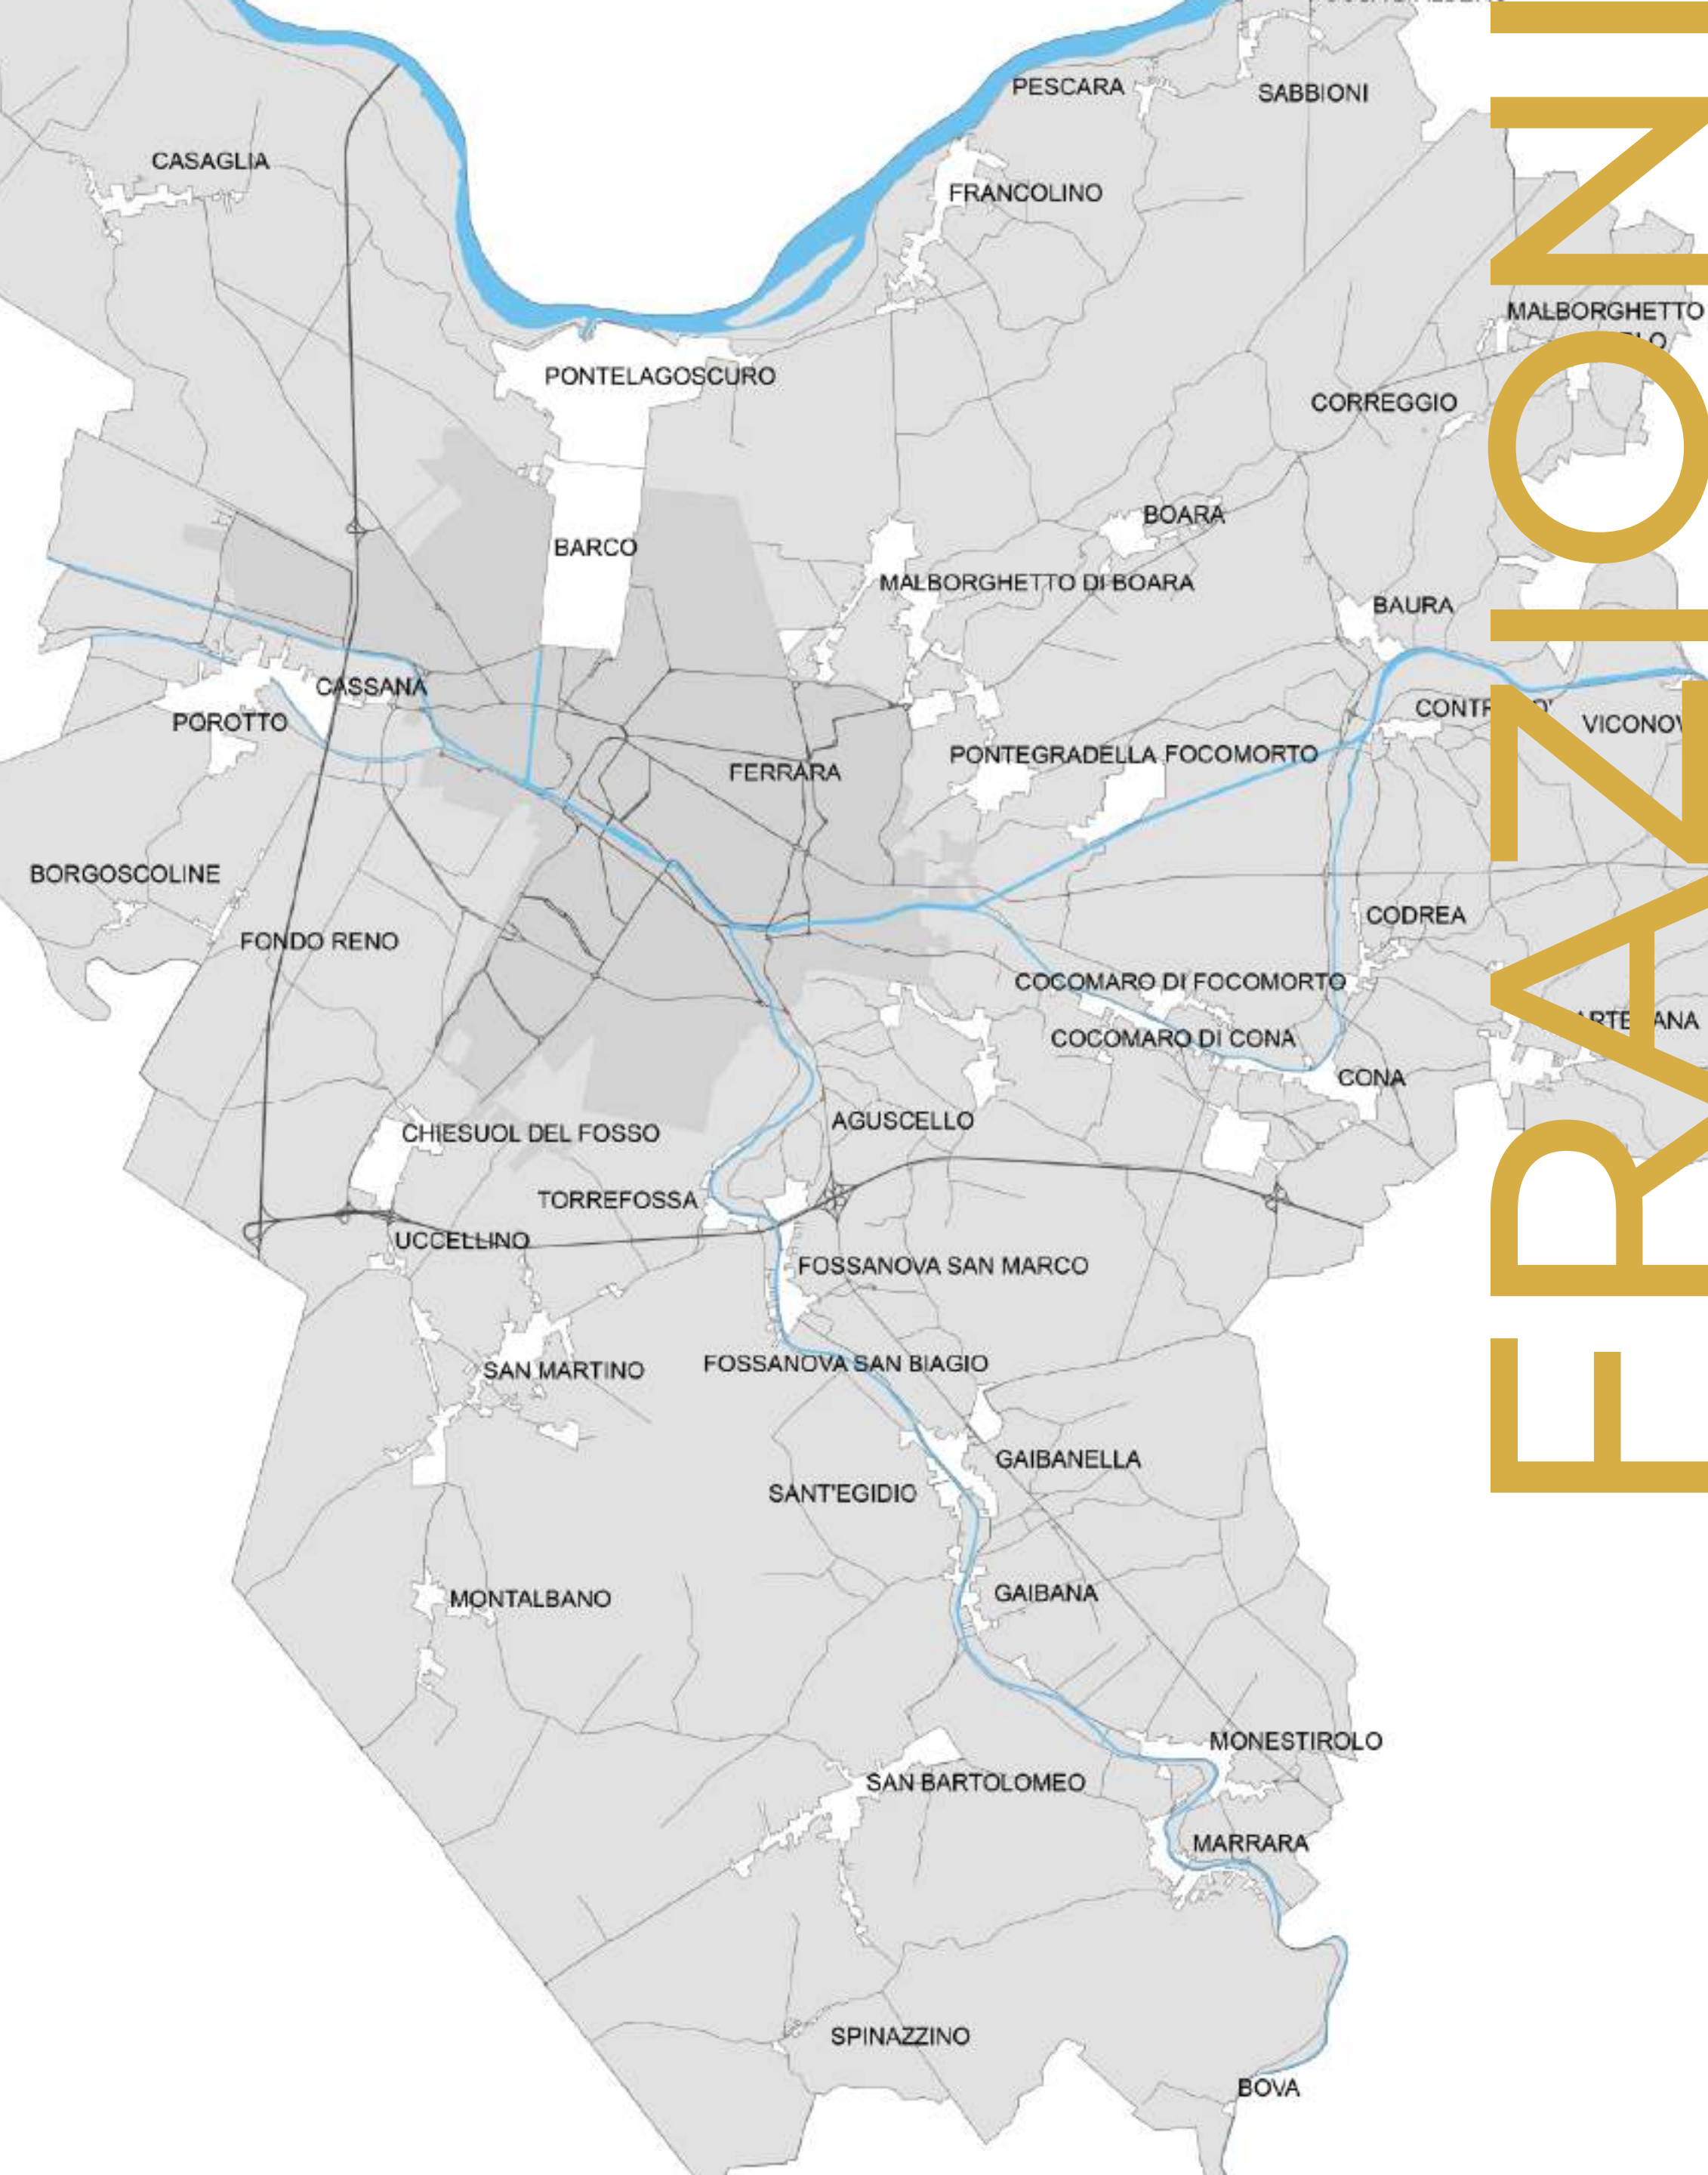 PESCARA
SABBIONI
CASAGLIA
FRANCOLINO
MALBORGHETTO
PONTELAGOSCURO
CORREGGIO
BOARA
BARCO
MALBORGHETTO DI BOARA
BAURA
CASSANA
POROTTO
PONTEGRADELLA FOCOMORTO
FERRARA
BORGOSCOLINE
CODREA
FONDO RENO
COCOMARO DI FOCOMORTO
COCOMARO DI CONA
CONA
AGUSCELLO
CHIESUOL DEL FOSSO
TORREFOSSA
UCCELLINO
FOSSANOVA SAN MARCO
FOSSANOVA SAN BIAGIO
SAN MARTINO
GAIBANELLA
SANT'EGIDIO
GAIBANA
MONTALBANO
MONESTIROLO
SAN BARTOLOMEO
MARRARA
SPINAZZINO
BOVA
FRAZIONI